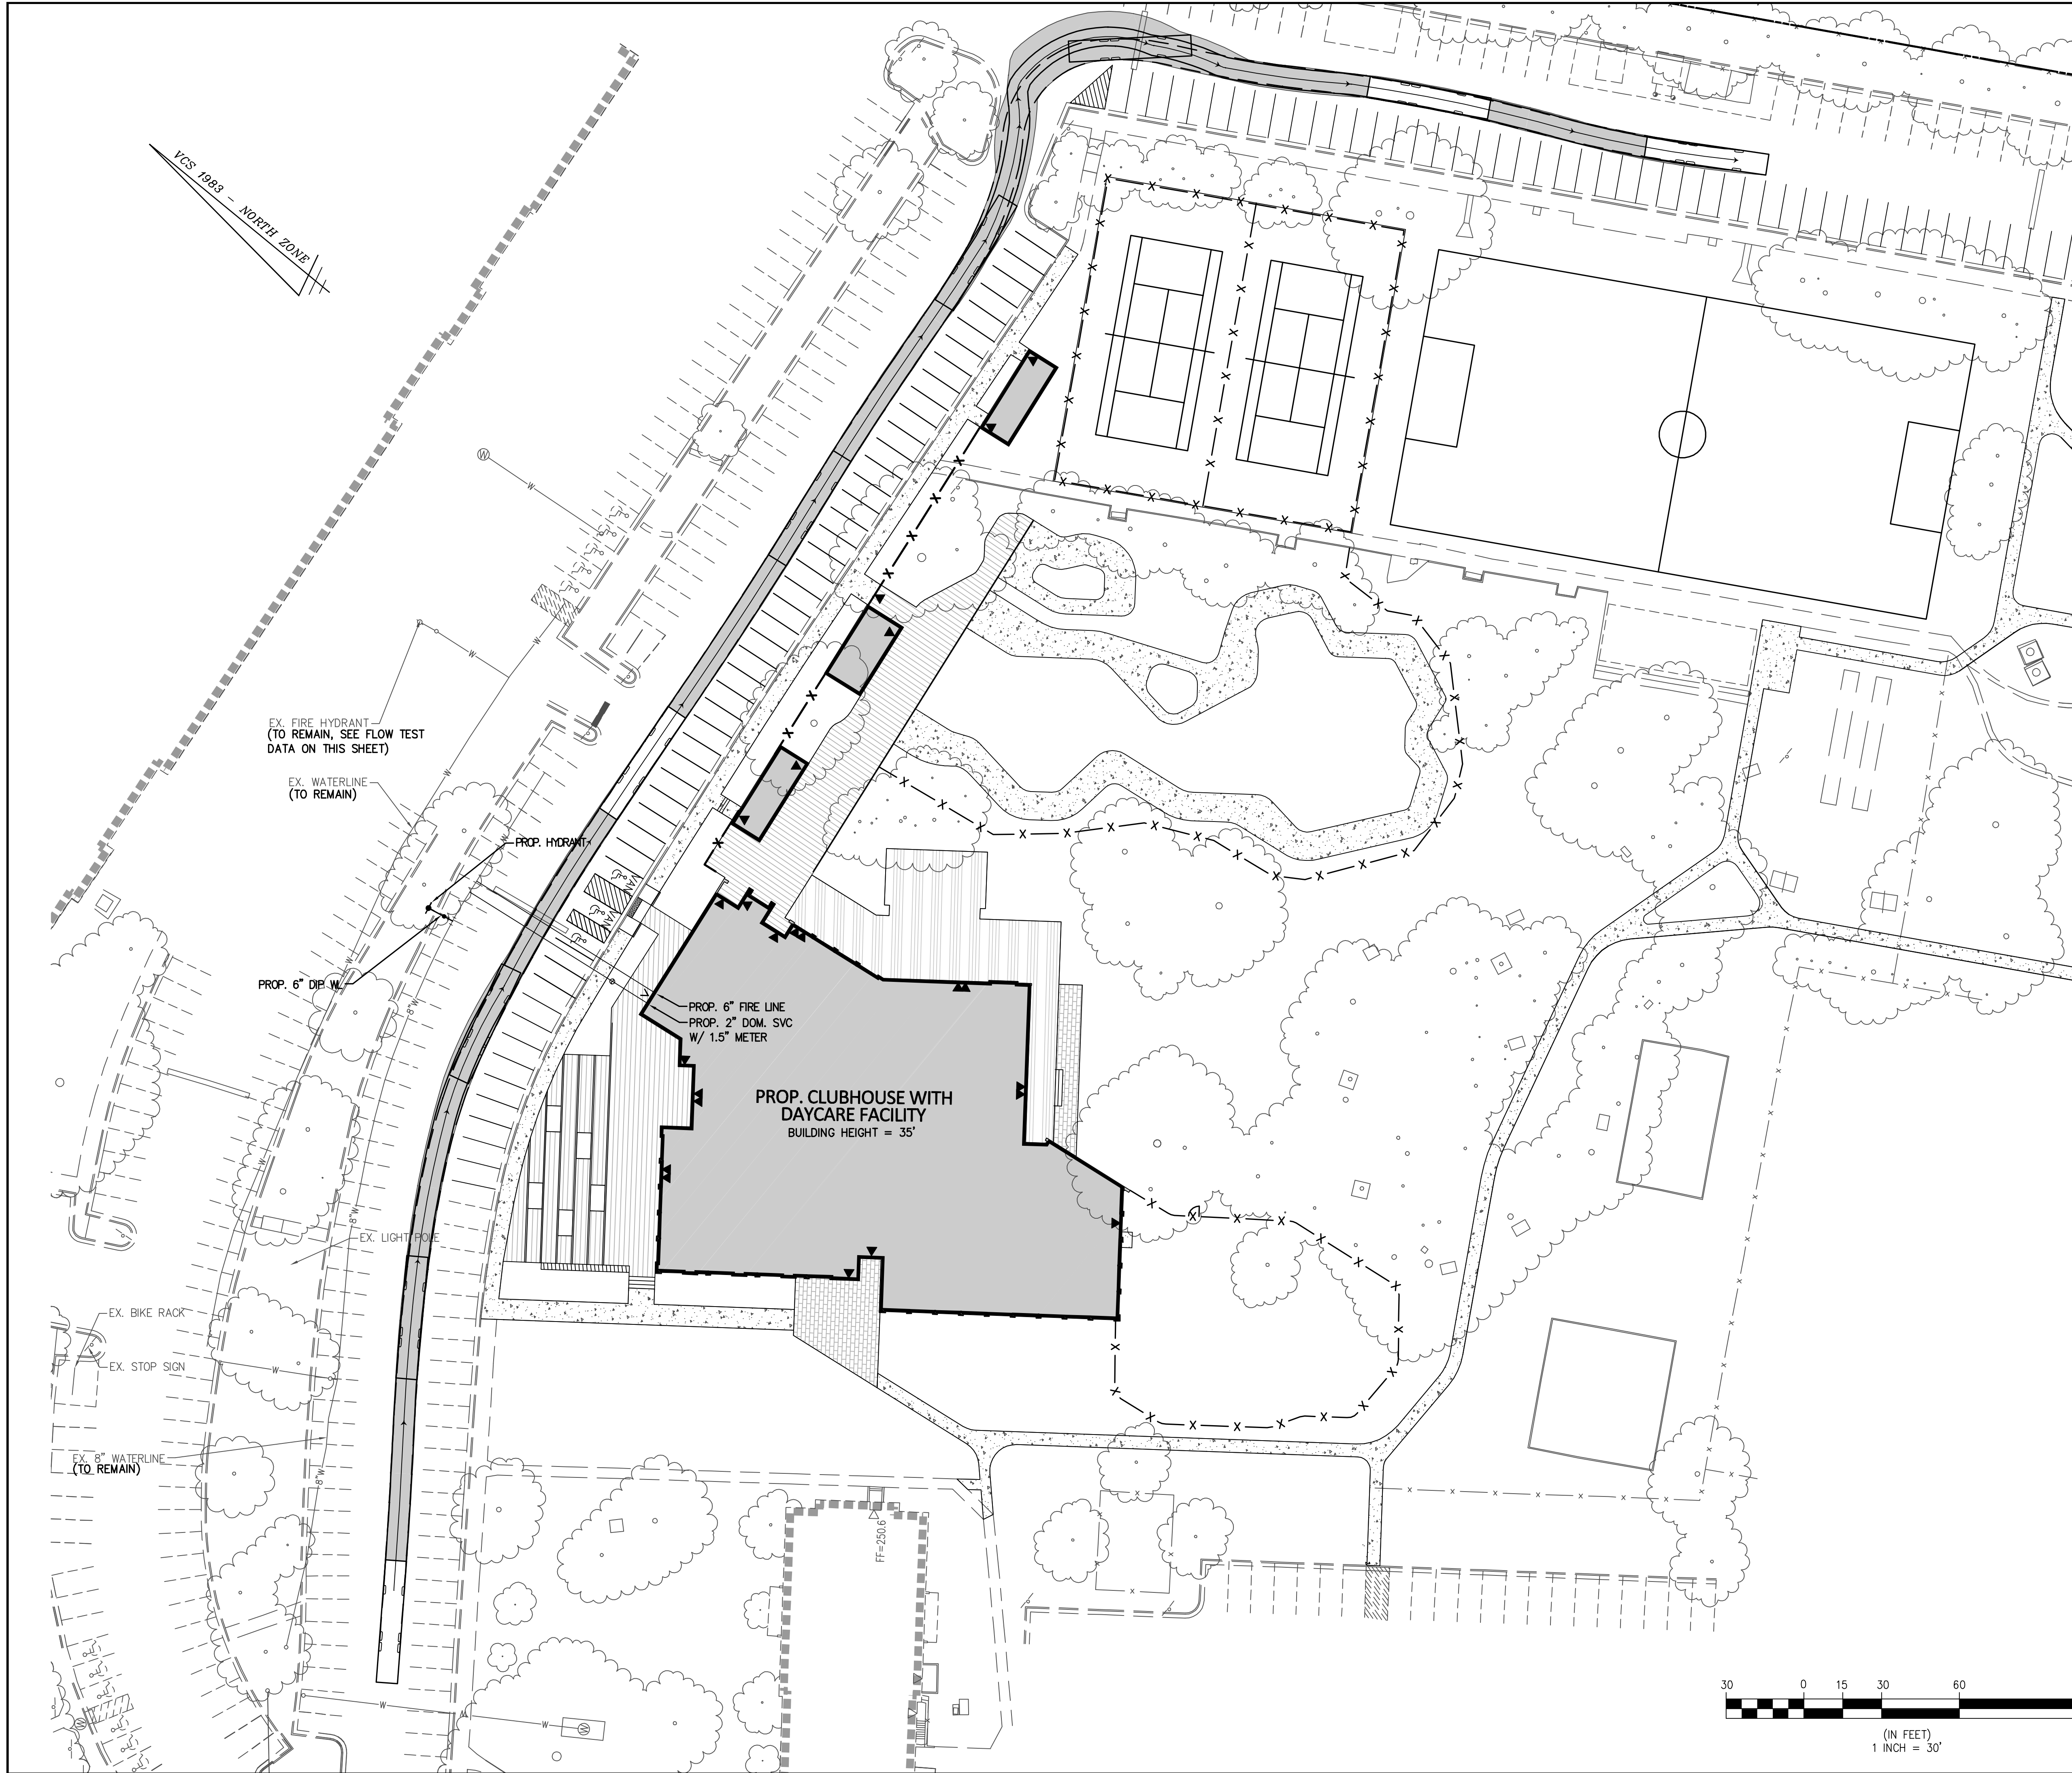 VCS 1983 - NORTH ZONE
W
W
W
W
EX. FIRE HYDRANT
(TO REMAIN, SEE FLOW TEST
DATA ON THIS SHEET)
EX. WATERLINE
(TO REMAIN)
PROP. HYDRANT
VAN
VAN
PROP. 6" DIP WL
8"W
PROP. 6" FIRE LINE
PROP. 2" DOM. SVC
W/ 1.5" METER
PROP. CLUBHOUSE WITH
DAYCARE FACILITY
BUILDING HEIGHT = 35'
8"W
EX. LIGHT POLE
EX. BIKE RACK
EX. STOP SIGN
W
EX. 8" WATERLINE
(TO REMAIN)
8"W
FF=250.6
W
W
W
30 0 15 30 60
(IN FEET)
1 INCH = 30'